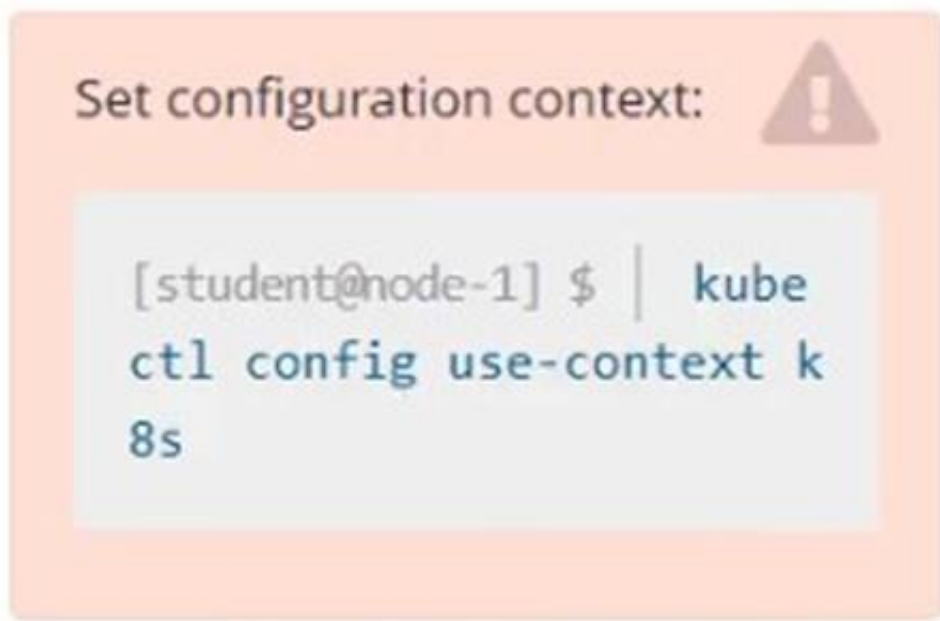 Set configuration context:
[student@node-1] $ | kube
ctl config use-context k
8s